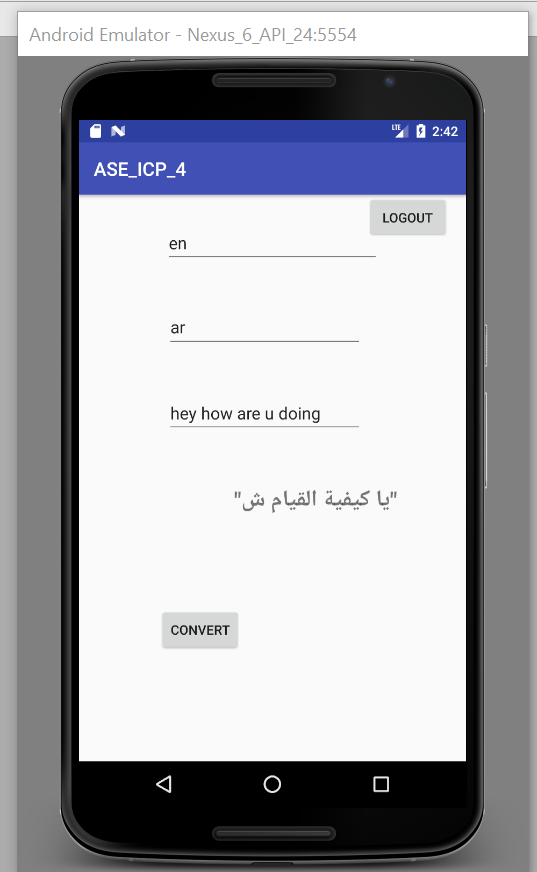 Android Emulator - Nexus_6_API_24:5554
LTE 2:42
ASE_ICP_4
LOGOUT
en
ar
hey how are u doing
"يا كيفية القيام ش"
CONVERT